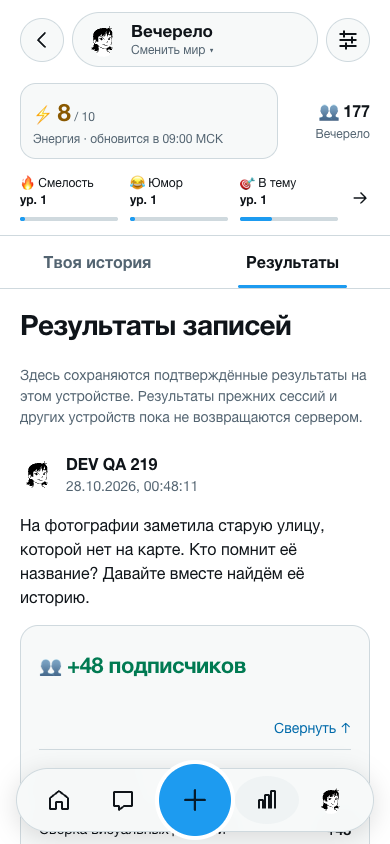 Вечерело
Сменить мир ▾
⚡ 8 / 10
Энергия · обновится в 09:00 МСК
👥 177
Вечерело
🔥 Смелость
ур. 1
😂 Юмор
ур. 1
🎯 В тему
ур. 1
→
Твоя история
Результаты
Результаты записей
Здесь сохраняются подтверждённые результаты на
этом устройстве. Результаты прежних сессий и
других устройств пока не возвращаются сервером.
DEV QA 219
28.10.2026, 00:48:11
На фотографии заметила старую улицу,
которой нет на карте. Кто помнит её
название? Давайте вместе найдём её
историю.
👥 +48 подписчиков
Свернуть ↑